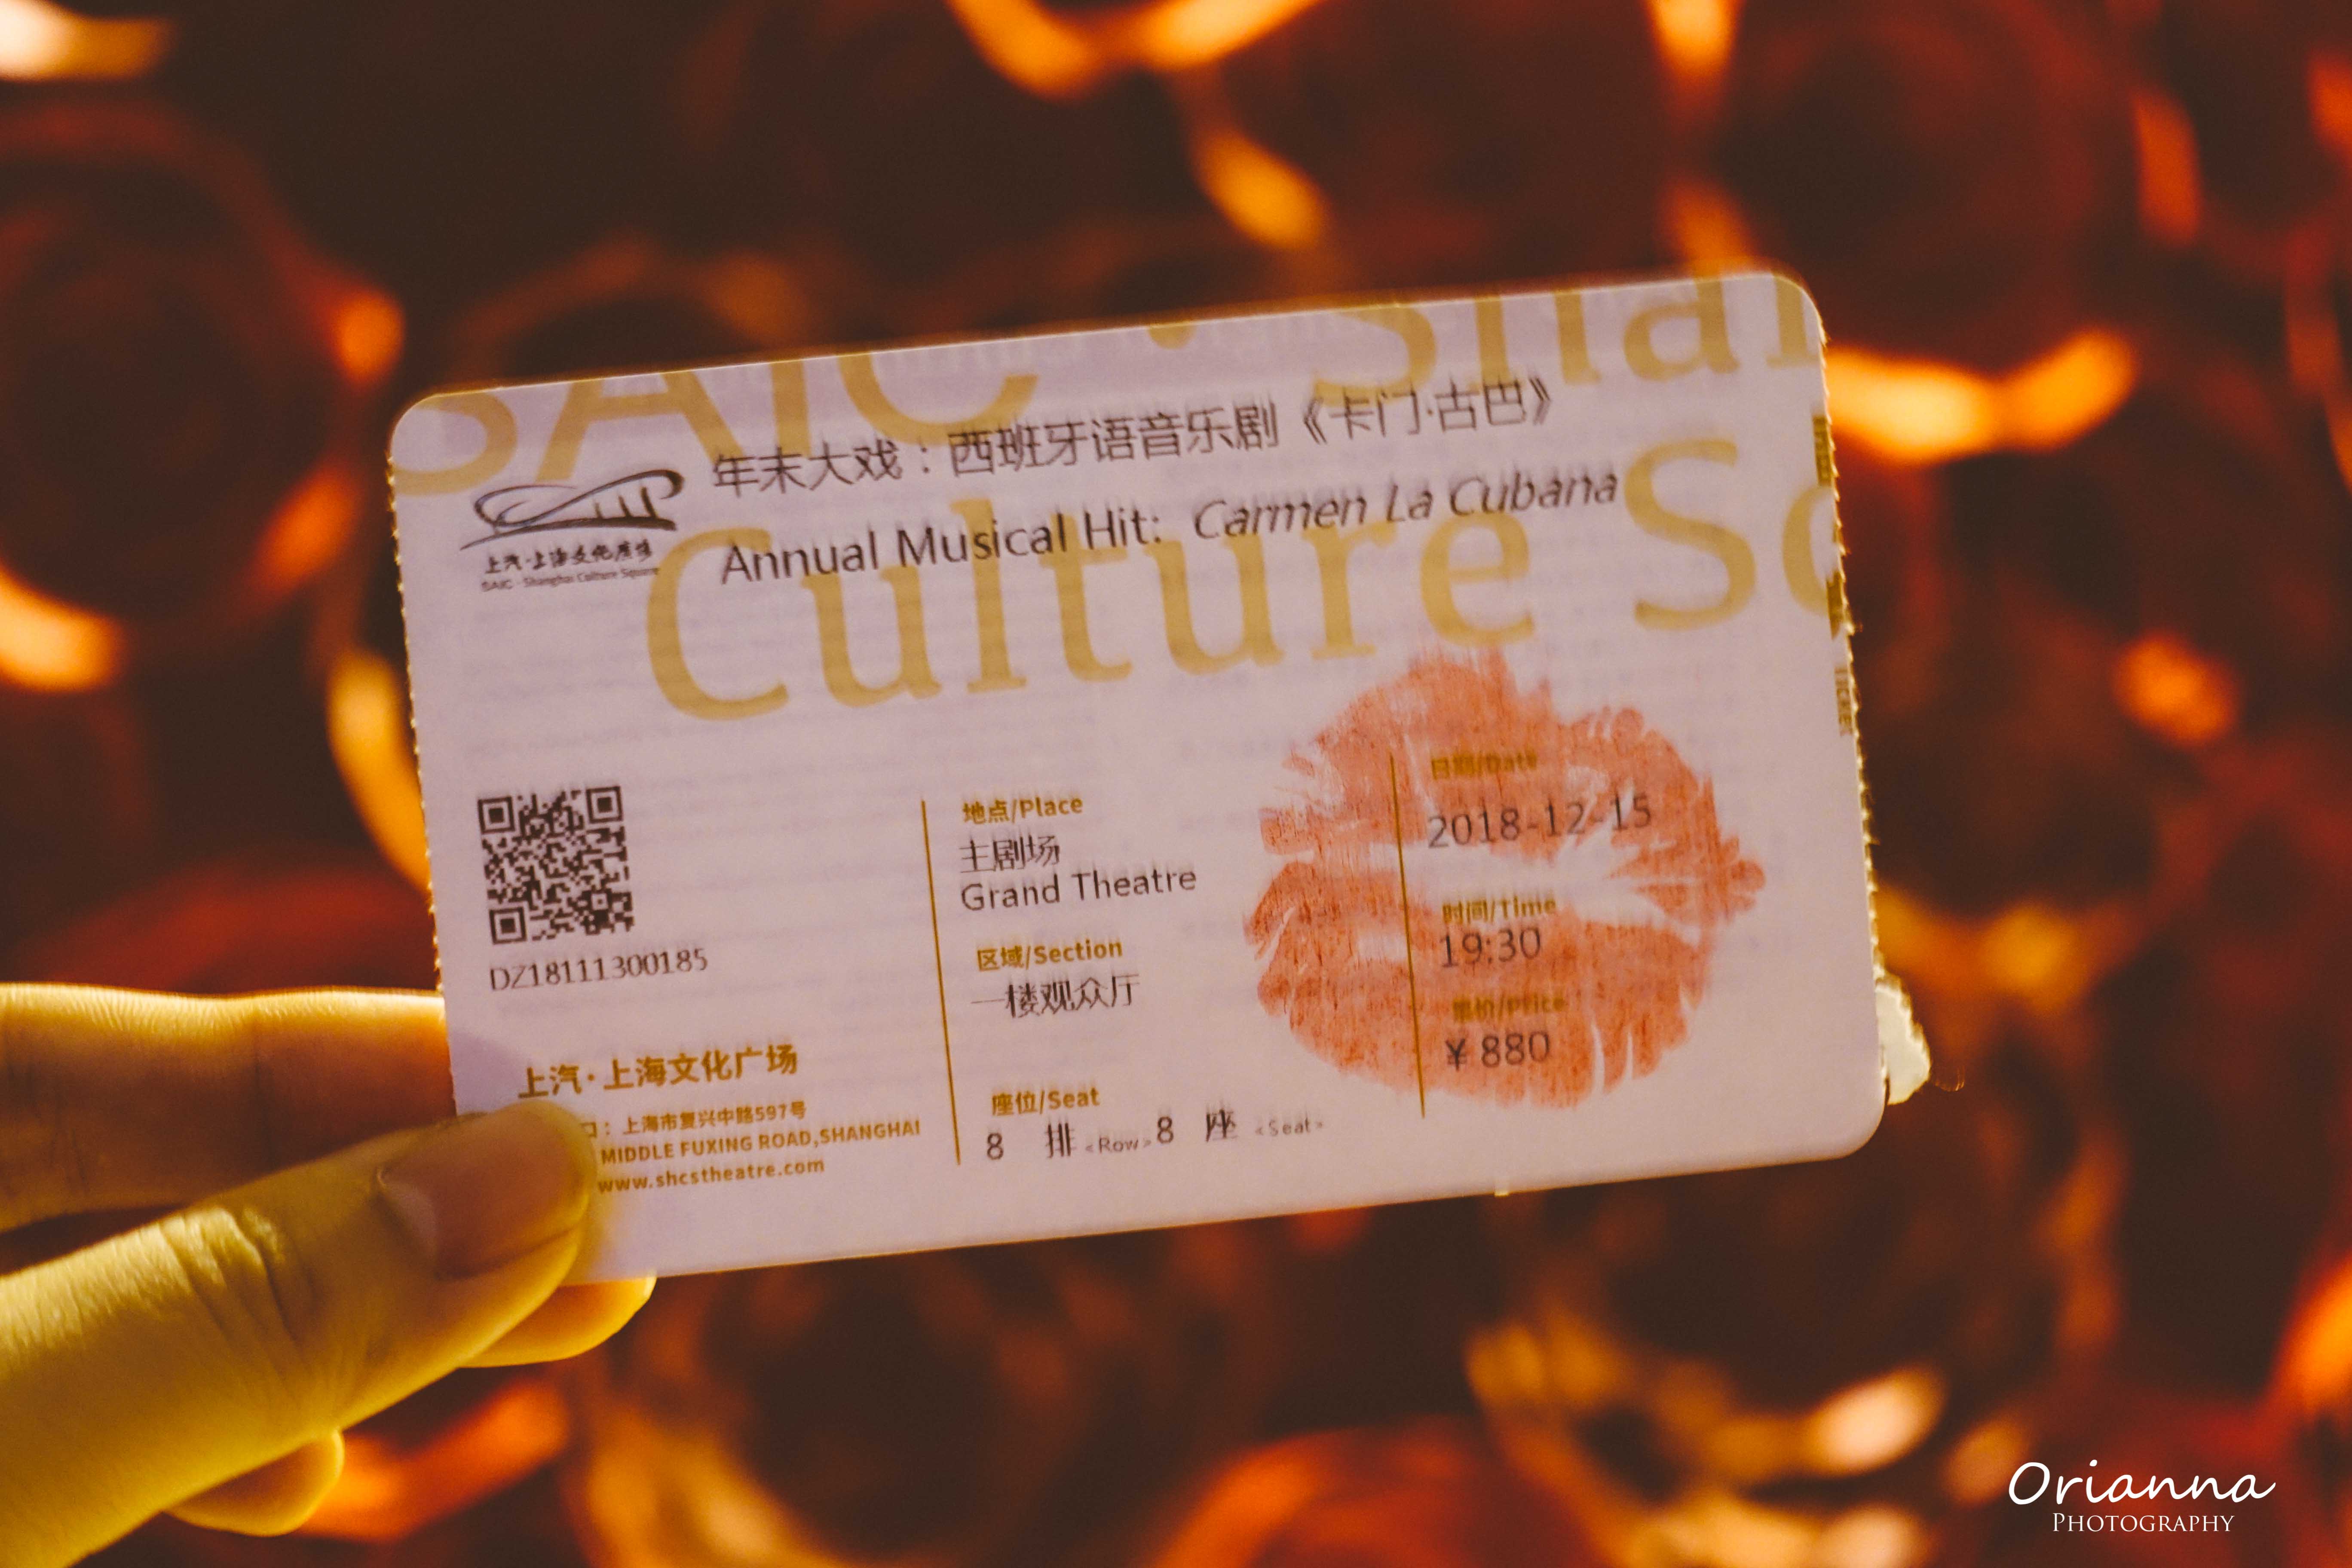 SAIC · Shan
年末大戏：西班牙语音乐剧《卡门·古巴》
Annual Musical Hit: Carmen La Cubana
上汽·上海文化广场
SAIC · Shanghai Culture Square
Culture Sq
DZ18111300185
上汽·上海文化广场
口：上海市复兴中路597号
MIDDLE FUXING ROAD,SHANGHAI
www.shcstheatre.com
地点/Place
主剧场
Grand Theatre
区域/Section
一楼观众厅
座位/Seat
8 排 <Row> 8 座 <Seat>
日期/Date
2018-12-15
时间/Time
19:30
票价/Price
¥ 880
Orianna
PHOTOGRAPHY